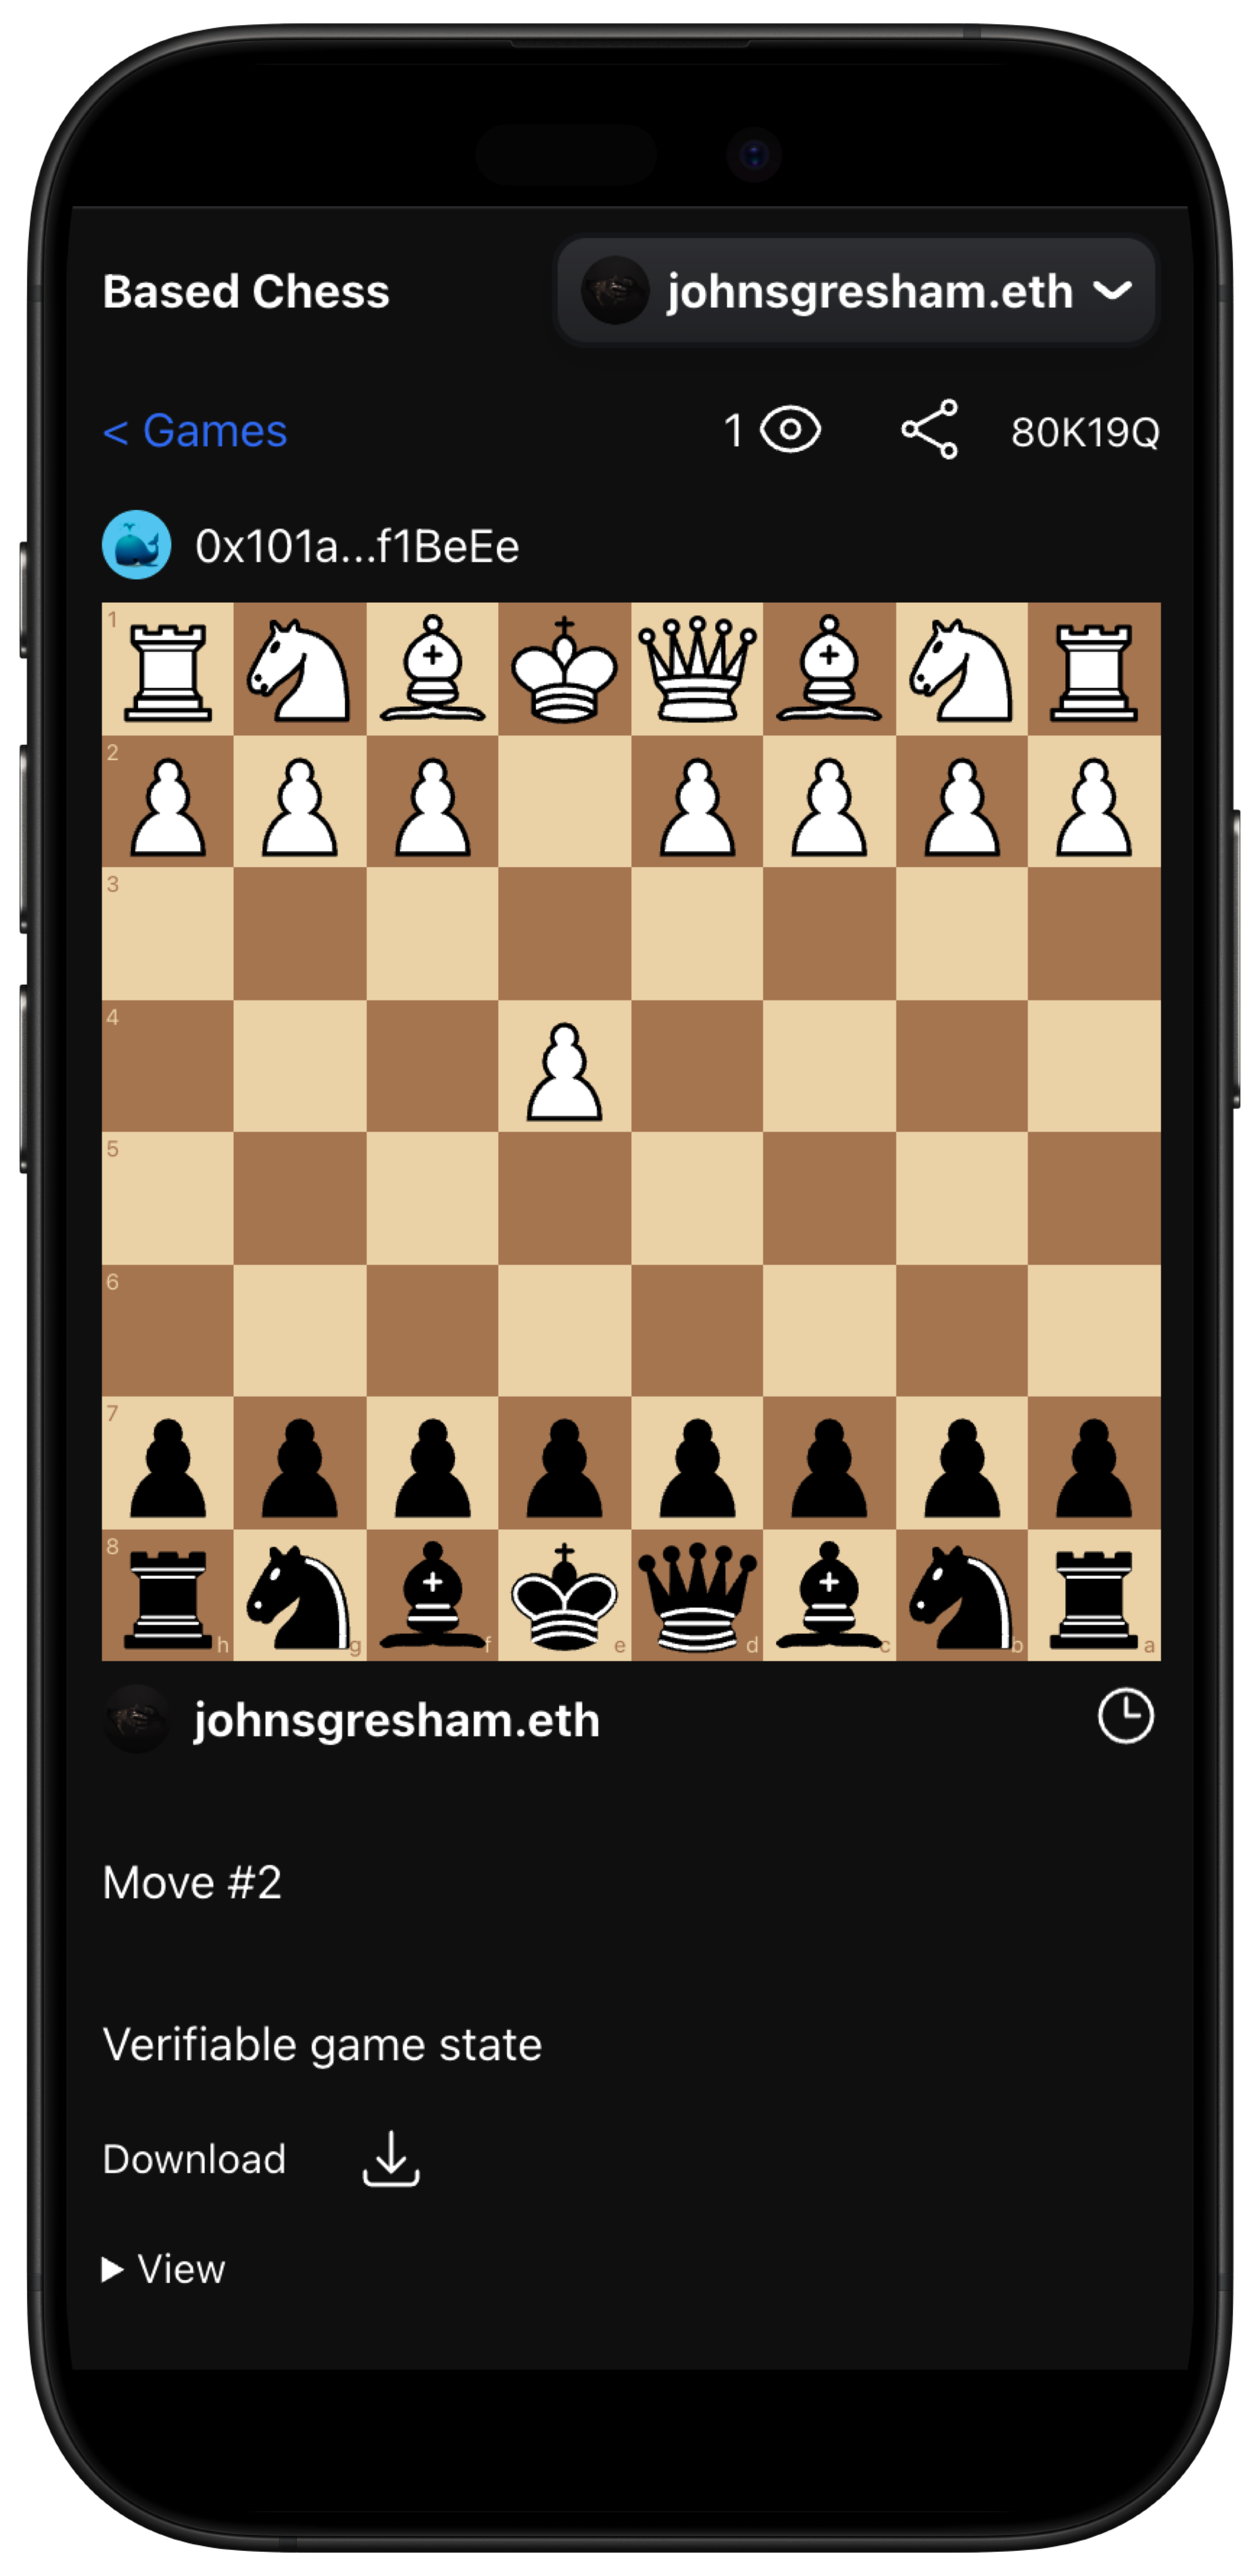 Based Chess
johnsgresham.eth
< Games
1
80K19Q
0x101a...f1BeEe
1
2
3
4
5
6
7
8
h g f e d c b a
johnsgresham.eth
Move #2
Verifiable game state
Download
View